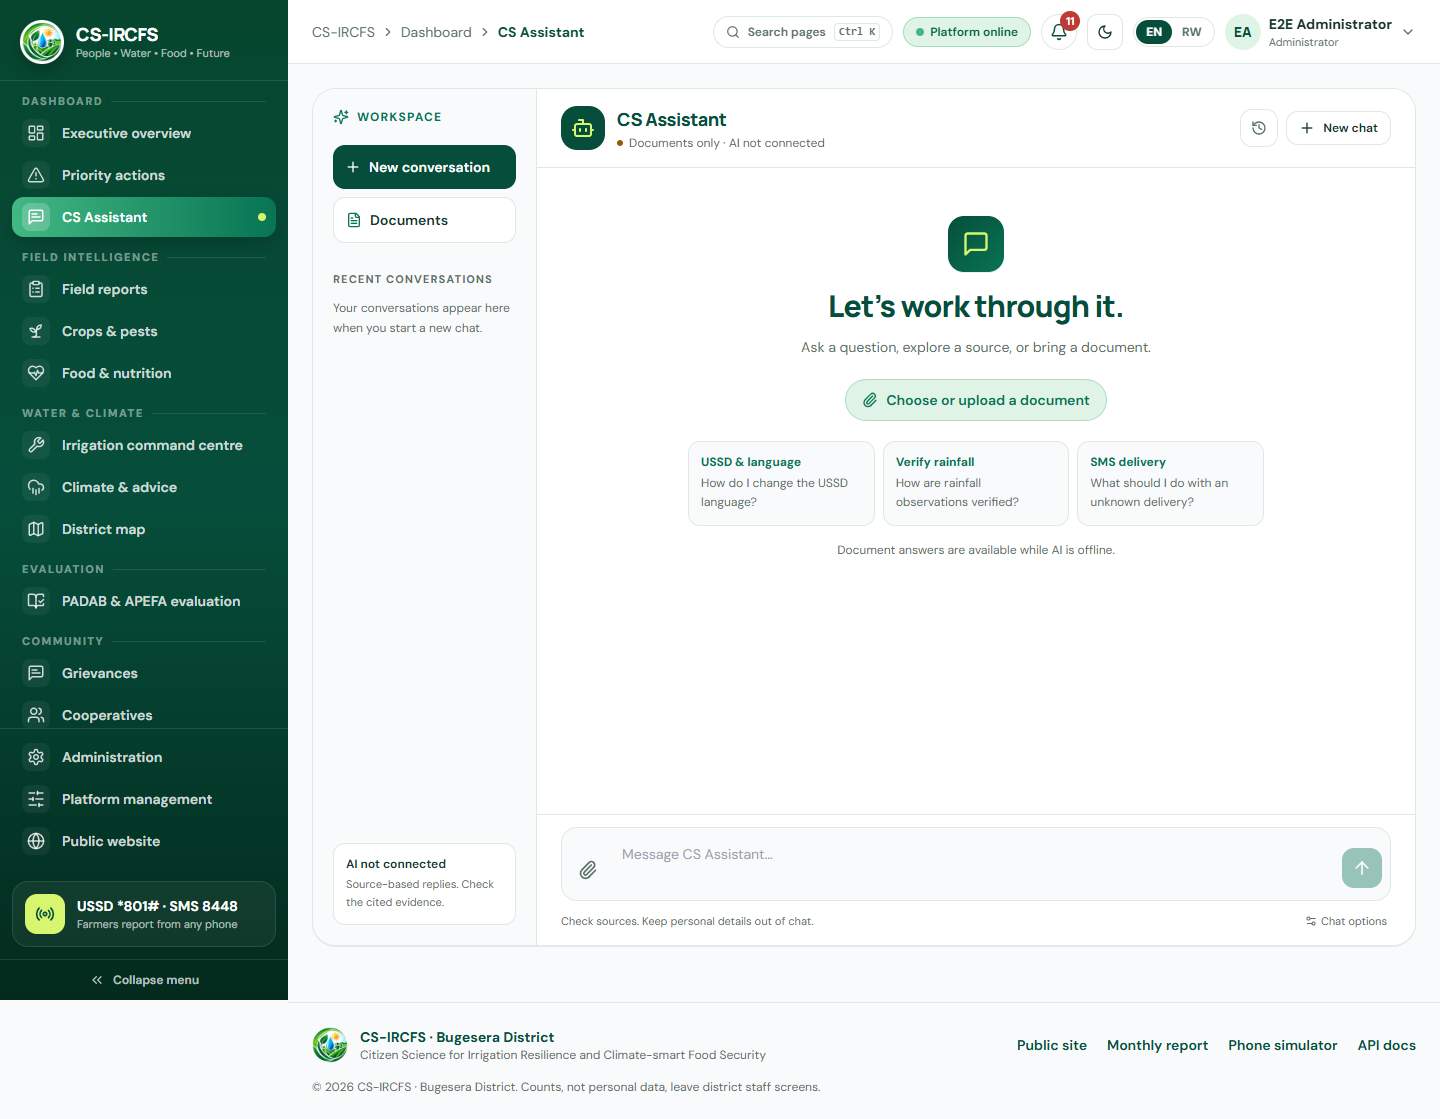 CS-IRCFS
People • Water • Food • Future
DASHBOARD
Executive overview
Priority actions
CS Assistant
FIELD INTELLIGENCE
Field reports
Crops & pests
Food & nutrition
WATER & CLIMATE
Irrigation command centre
Climate & advice
District map
EVALUATION
PADAB & APEFA evaluation
COMMUNITY
Grievances
Cooperatives
Administration
Platform management
Public website
USSD *801# · SMS 8448
Farmers report from any phone
Collapse menu
CS-IRCFS > Dashboard > CS Assistant
Search pages Ctrl K
Platform online
11
EN RW
EA
E2E Administrator
Administrator
WORKSPACE
New conversation
Documents
RECENT CONVERSATIONS
Your conversations appear here
when you start a new chat.
AI not connected
Source-based replies. Check
the cited evidence.
CS Assistant
Documents only · AI not connected
New chat
Let’s work through it.
Ask a question, explore a source, or bring a document.
Choose or upload a document
USSD & language
How do I change the USSD
language?
Verify rainfall
How are rainfall
observations verified?
SMS delivery
What should I do with an
unknown delivery?
Document answers are available while AI is offline.
Message CS Assistant...
Check sources. Keep personal details out of chat.
Chat options
CS-IRCFS · Bugesera District
Citizen Science for Irrigation Resilience and Climate-smart Food Security
Public site Monthly report Phone simulator API docs
© 2026 CS-IRCFS · Bugesera District. Counts, not personal data, leave district staff screens.